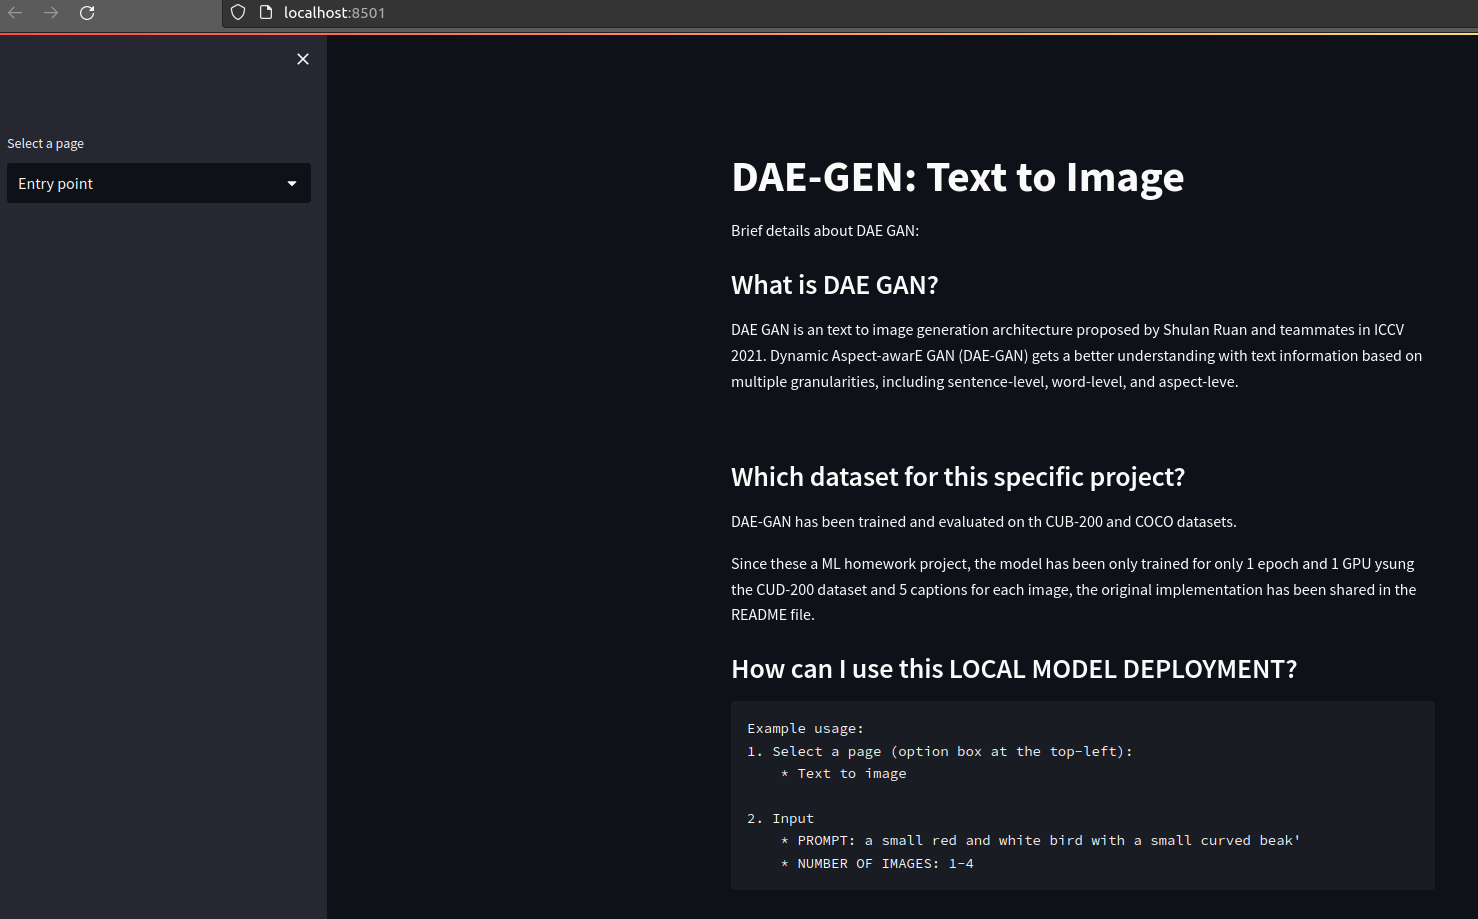 localhost:8501
Select a page
Entry point
DAE-GEN: Text to Image
Brief details about DAE GAN:
What is DAE GAN?
DAE GAN is an text to image generation architecture proposed by Shulan Ruan and teammates in ICCV
2021. Dynamic Aspect-awarE GAN (DAE-GAN) gets a better understanding with text information based on
multiple granularities, including sentence-level, word-level, and aspect-leve.
Which dataset for this specific project?
DAE-GAN has been trained and evaluated on th CUB-200 and COCO datasets.
Since these a ML homework project, the model has been only trained for only 1 epoch and 1 GPU ysung
the CUD-200 dataset and 5 captions for each image, the original implementation has been shared in the
README file.
How can I use this LOCAL MODEL DEPLOYMENT?
Example usage:
1. Select a page (option box at the top-left):
* Text to image
2. Input
* PROMPT: a small red and white bird with a small curved beak'
* NUMBER OF IMAGES: 1-4